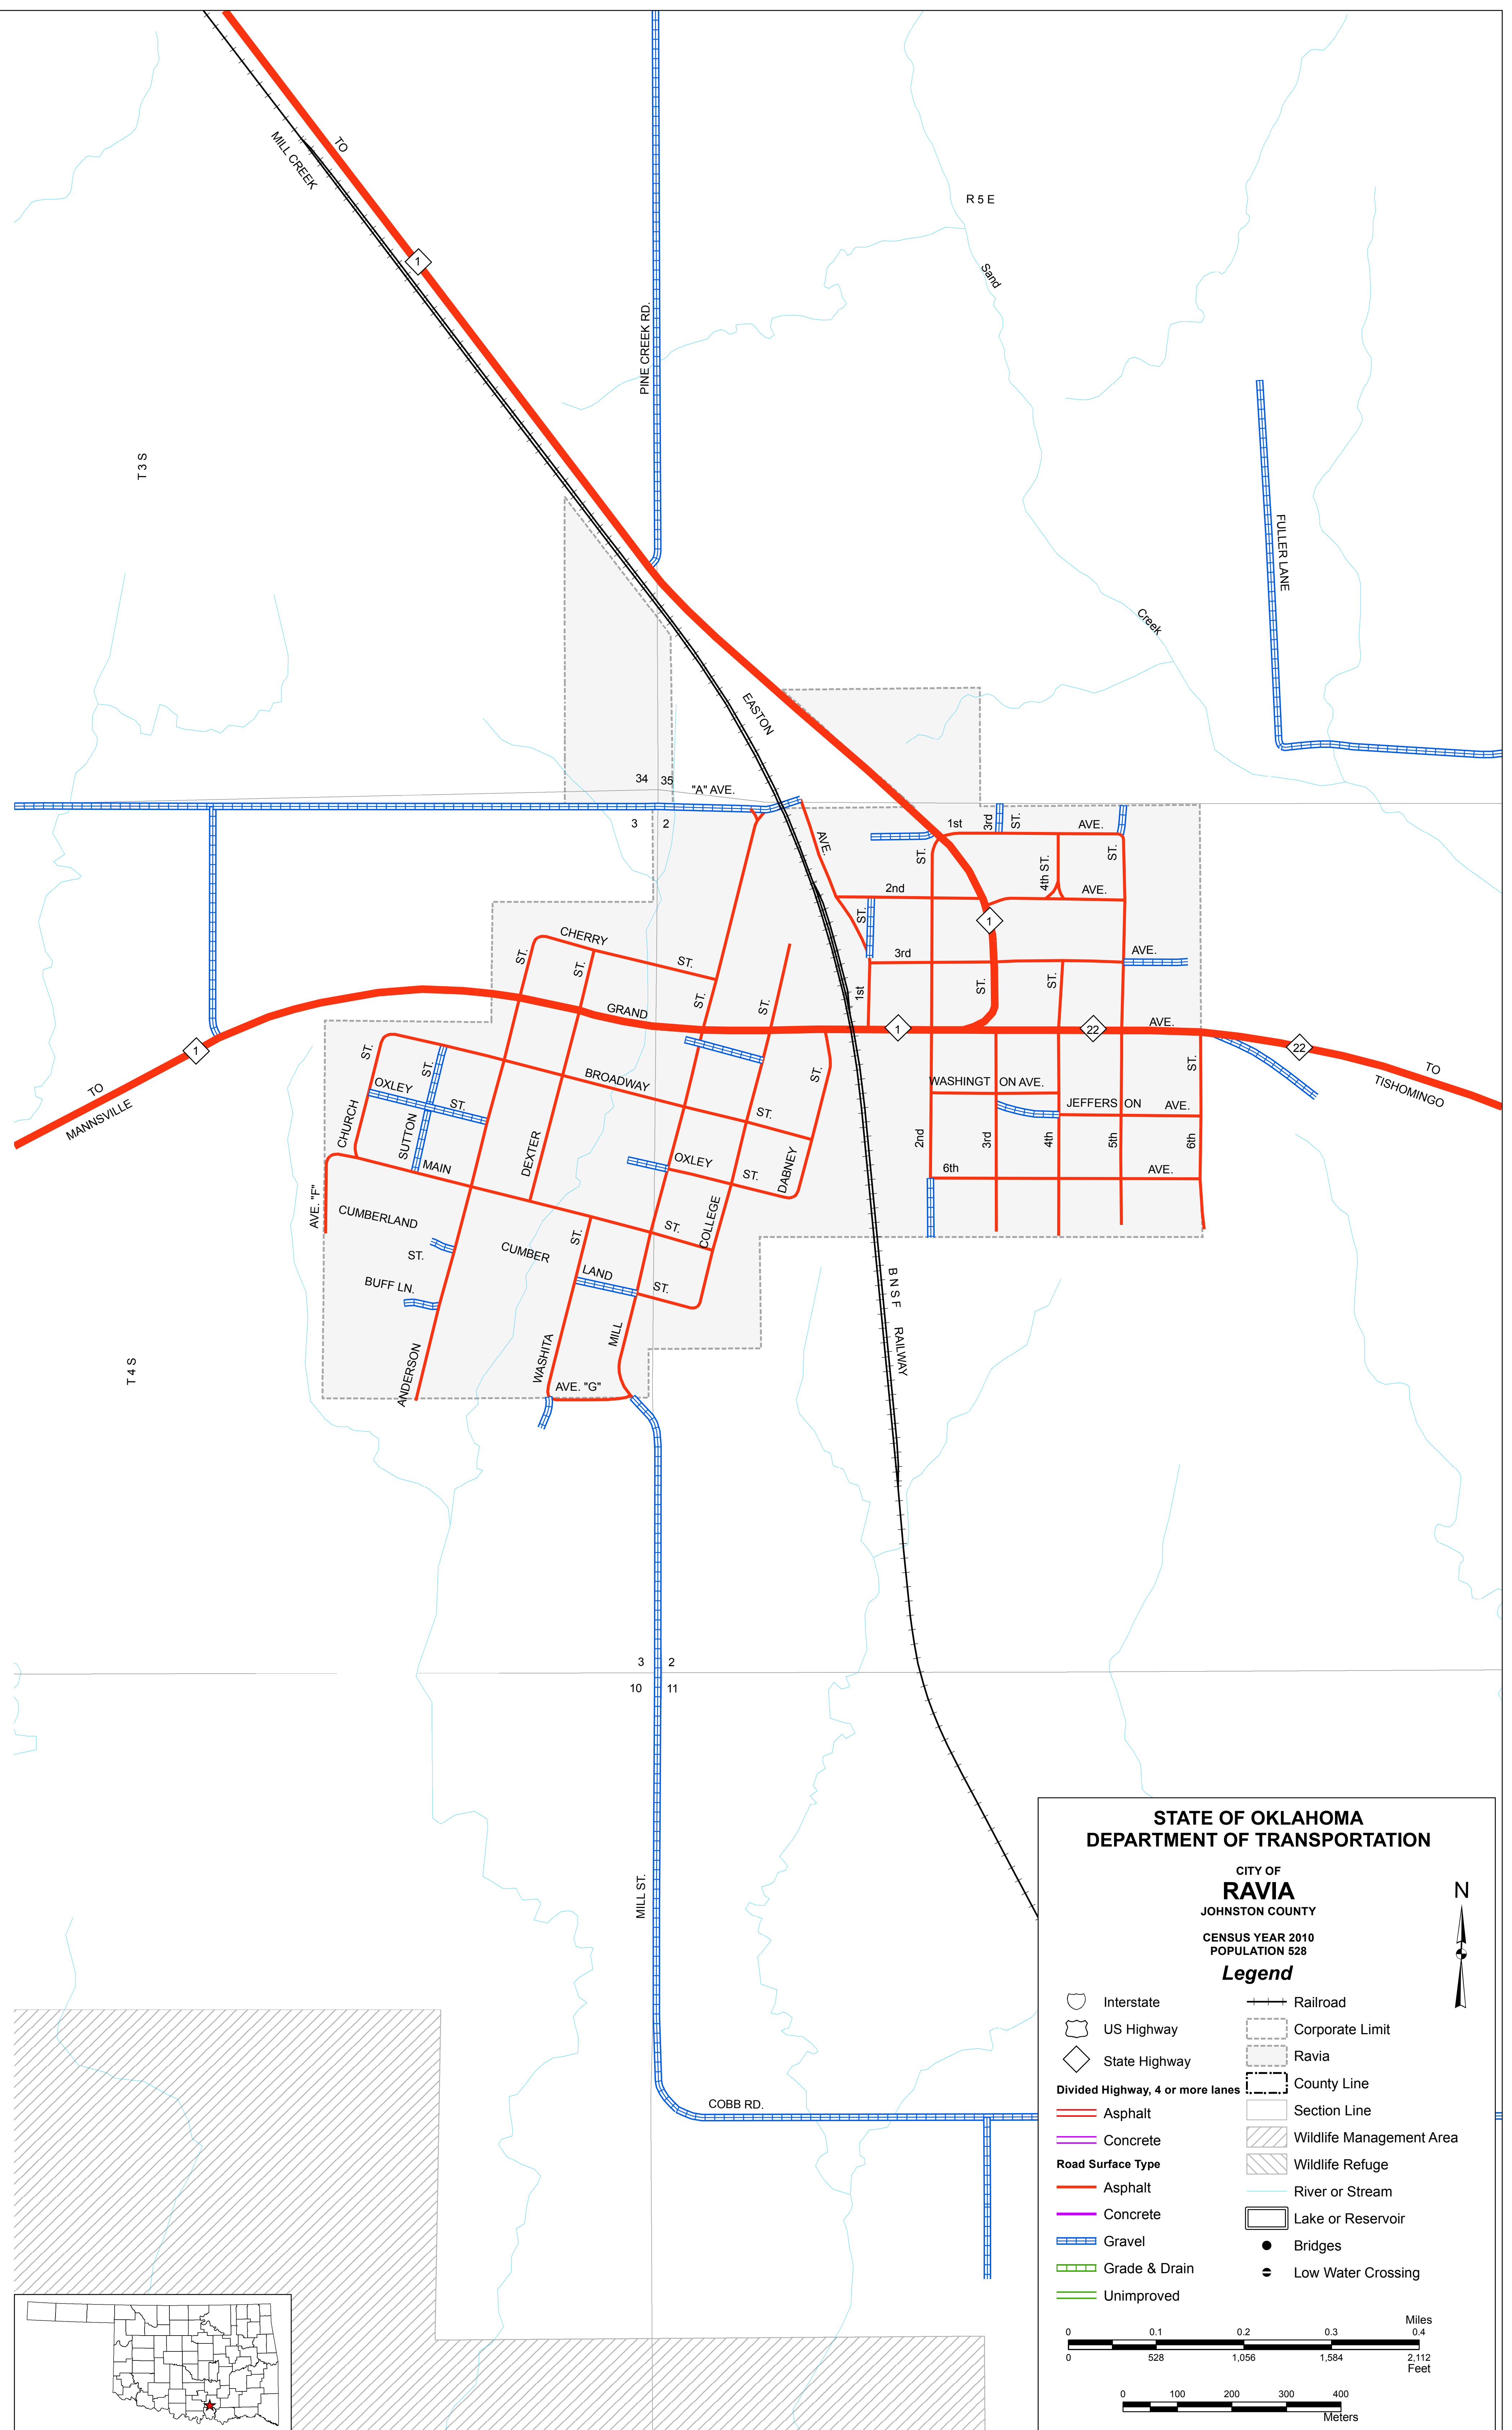 TO
MILL CREEK
1
R 5 E
Sand
PINE CREEK RD.
T 3 S
FULLER LANE
Creek
EASTON
34 35
"A" AVE.
3 2
AVE.
1st
3rd
ST.
AVE.
ST.
4th ST.
ST.
2nd
AVE.
ST.
1
CHERRY
ST.
ST.
ST.
3rd
AVE.
1st
ST.
ST.
ST.
ST.
GRAND
1
22
AVE.
1
ST.
ST.
ST.
ST.
22
TO
MANNSVILLE
TO
TISHOMINGO
OXLEY
ST.
BROADWAY
ST.
WASHINGT ON AVE.
JEFFERS ON AVE.
CHURCH
SUTTON
DEXTER
2nd
3rd
4th
5th
6th
MAIN
OXLEY
ST.
DABNEY
6th
AVE.
AVE. "F"
CUMBERLAND
ST.
ST.
ST.
COLLEGE
CUMBER
LAND
ST.
BUFF LN.
B N S F RAILWAY
ANDERSON
WASHITA
MILL
AVE. "G"
T 4 S
3 2
10 11
MILL ST.
COBB RD.
STATE OF OKLAHOMA
DEPARTMENT OF TRANSPORTATION
CITY OF
RAVIA
JOHNSTON COUNTY
N
CENSUS YEAR 2010
POPULATION 528
Legend
Interstate
US Highway
State Highway
Divided Highway, 4 or more lanes
Asphalt
Concrete
Road Surface Type
Asphalt
Concrete
Gravel
Grade & Drain
Unimproved
Railroad
Corporate Limit
Ravia
County Line
Section Line
Wildlife Management Area
Wildlife Refuge
River or Stream
Lake or Reservoir
Bridges
Low Water Crossing
Miles
0 0.1 0.2 0.3 0.4
0 528 1,056 1,584 2,112
Feet
0 100 200 300 400
Meters